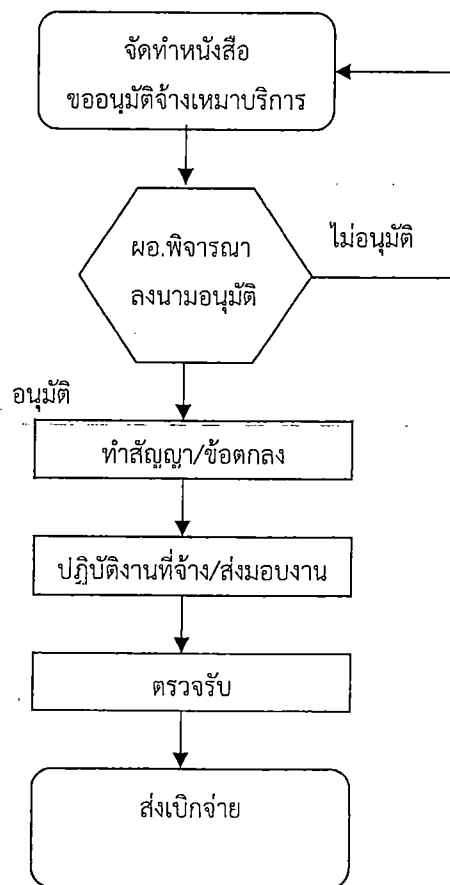 จัดทำหนังสือ
ขออนุมัติจ้างเหมาบริการ
ผอ.พิจารณา
ลงนามอนุมัติ
ไม่อนุมัติ
อนุมัติ
ทำสัญญา/ข้อตกลง
ปฏิบัติงานที่จ้าง/ส่งมอบงาน
ตรวจรับ
ส่งเบิกจ่าย